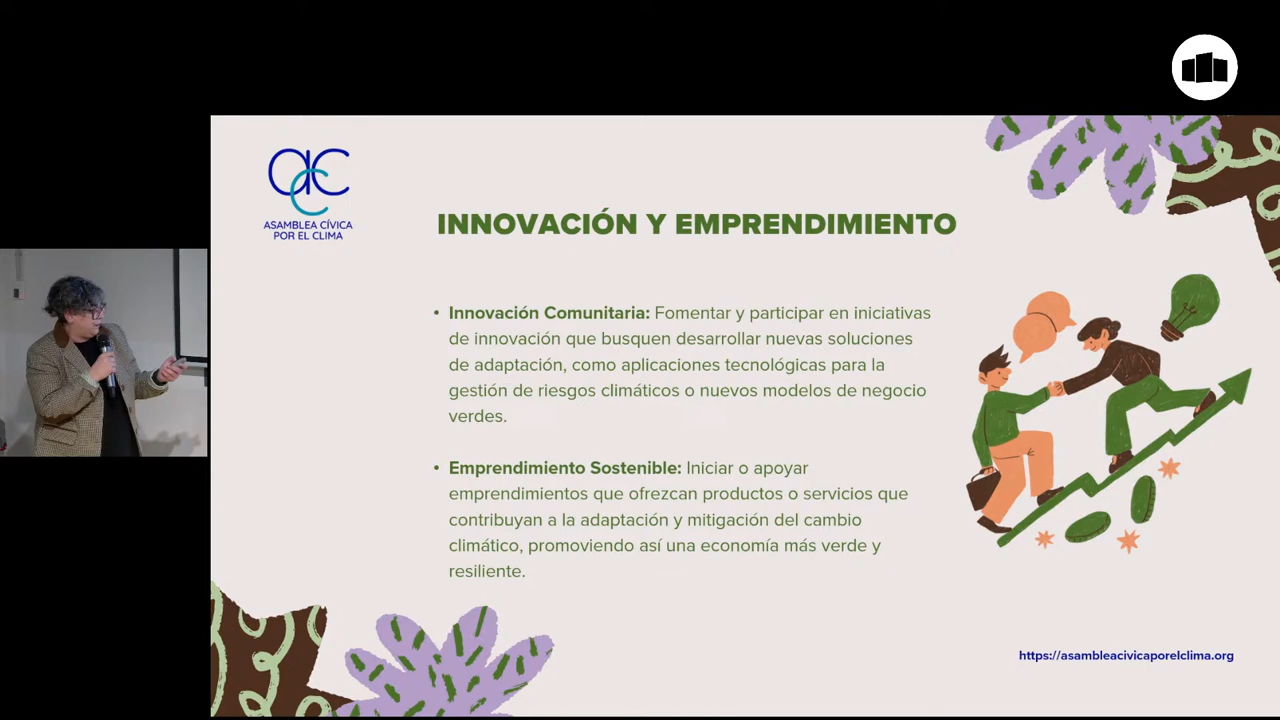 ASAMBLEA CÍVICA
POR EL CLIMA
INNOVACIÓN Y EMPRENDIMIENTO
• Innovación Comunitaria: Fomentar y participar en iniciativas
de innovación que busquen desarrollar nuevas soluciones
de adaptación, como aplicaciones tecnológicas para la
gestión de riesgos climáticos o nuevos modelos de negocio
verdes.
• Emprendimiento Sostenible: Iniciar o apoyar
emprendimientos que ofrezcan productos o servicios que
contribuyan a la adaptación y mitigación del cambio
climático, promoviendo así una economía más verde y
resiliente.
https://asambleacivicaporelclima.org